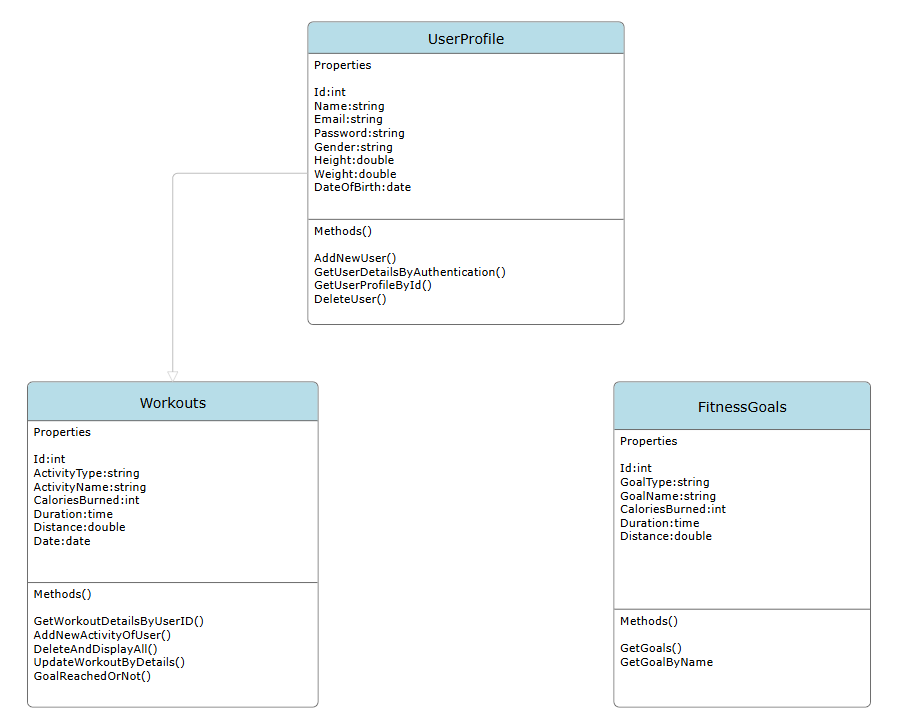 UserProfile
Properties
Id:int
Name:string
Email:string
Password:string
Gender:string
Height:double
Weight:double
DateOfBirth:date
Methods()
AddNewUser()
GetUserDetailsByAuthentication()
GetUserProfileById()
DeleteUser()
Workouts
Properties
Id:int
ActivityType:string
ActivityName:string
CaloriesBurned:int
Duration:time
Distance:double
Date:date
Methods()
GetWorkoutDetailsByUserID()
AddNewActivityOfUser()
DeleteAndDisplayAll()
UpdateWorkoutByDetails()
GoalReachedOrNot()
FitnessGoals
Properties
Id:int
GoalType:string
GoalName:string
CaloriesBurned:int
Duration:time
Distance:double
Methods()
GetGoals()
GetGoalByName